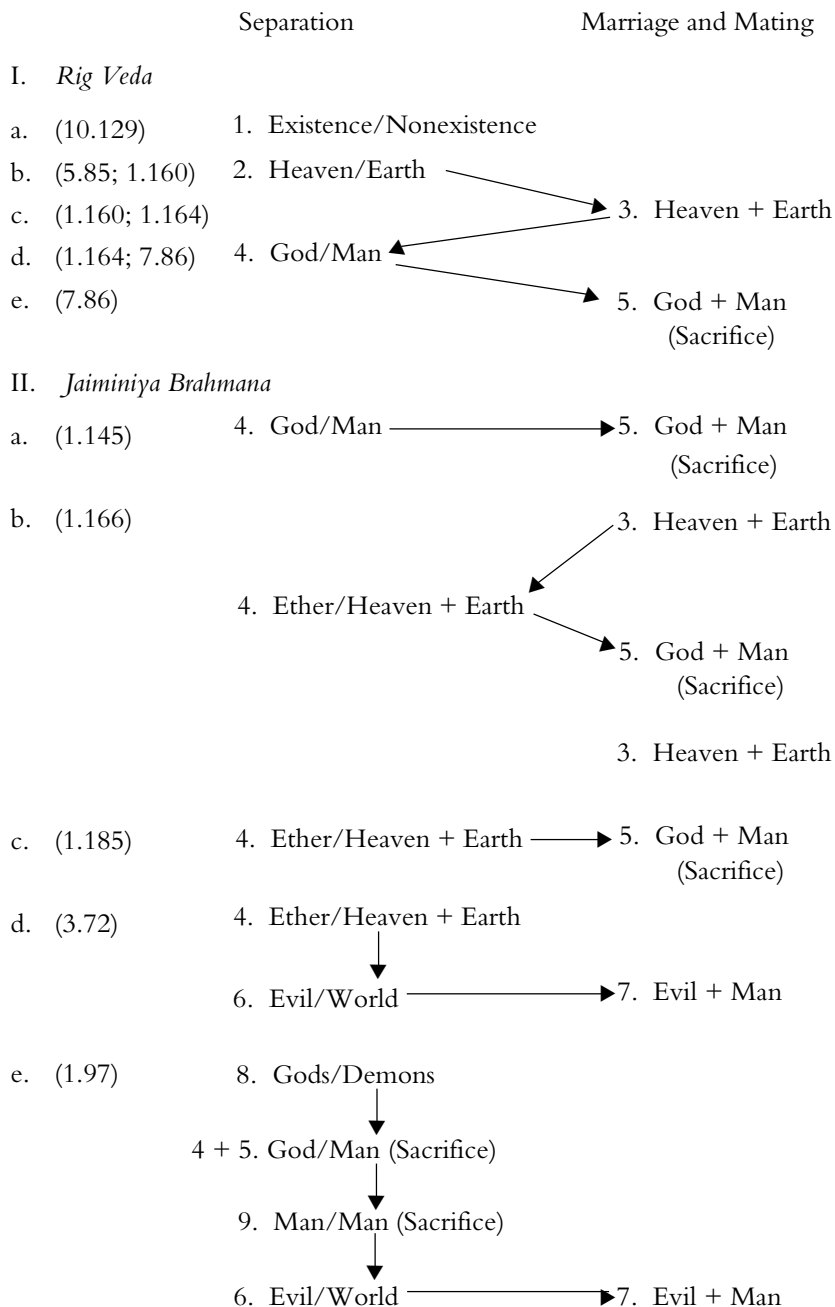 Separation Marriage and Mating
I. Rig Veda
a. (10.129) 1. Existence/Nonexistence
b. (5.85; 1.160) 2. Heaven/Earth
c. (1.160; 1.164) 3. Heaven + Earth
d. (1.164; 7.86) 4. God/Man
e. (7.86) 5. God + Man
(Sacrifice)
II. Jaiminiya Brahmana
a. (1.145) 4. God/Man 5. God + Man
(Sacrifice)
b. (1.166) 3. Heaven + Earth
4. Ether/Heaven + Earth
5. God + Man
(Sacrifice)
3. Heaven + Earth
c. (1.185) 4. Ether/Heaven + Earth 5. God + Man
(Sacrifice)
d. (3.72) 4. Ether/Heaven + Earth
6. Evil/World 7. Evil + Man
e. (1.97) 8. Gods/Demons
4 + 5. God/Man (Sacrifice)
9. Man/Man (Sacrifice)
6. Evil/World 7. Evil + Man